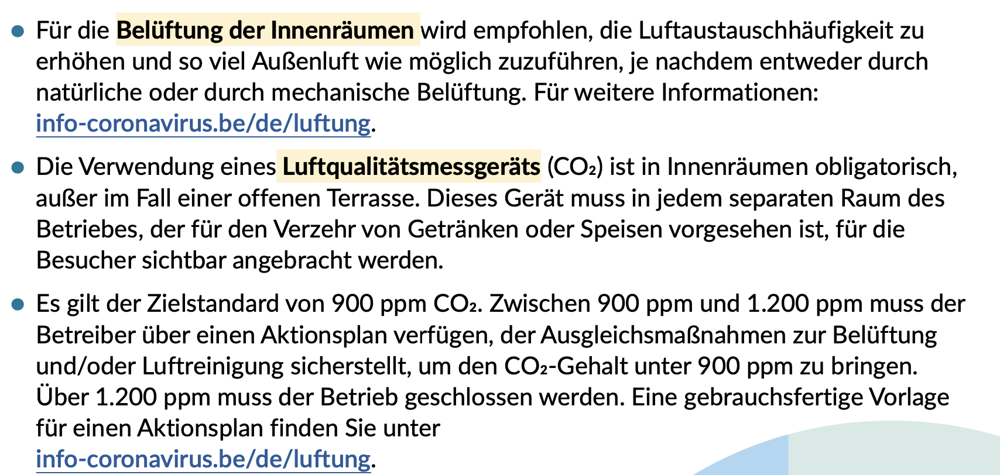 Für die Belüftung der Innenräumen wird empfohlen, die Luftaustauschhäufigkeit zu
erhöhen und so viel Außenluft wie möglich zuzuführen, je nachdem entweder durch
natürliche oder durch mechanische Belüftung. Für weitere Informationen:
info-coronavirus.be/de/luftung.
Die Verwendung eines Luftqualitätsmessgeräts (CO₂) ist in Innenräumen obligatorisch,
außer im Fall einer offenen Terrasse. Dieses Gerät muss in jedem separaten Raum des
Betriebes, der für den Verzehr von Getränken oder Speisen vorgesehen ist, für die
Besucher sichtbar angebracht werden.
Es gilt der Zielstandard von 900 ppm CO₂. Zwischen 900 ppm und 1.200 ppm muss der
Betreiber über einen Aktionsplan verfügen, der Ausgleichsmaßnahmen zur Belüftung
und/oder Luftreinigung sicherstellt, um den CO₂-Gehalt unter 900 ppm zu bringen.
Über 1.200 ppm muss der Betrieb geschlossen werden. Eine gebrauchsfertige Vorlage
für einen Aktionsplan finden Sie unter
info-coronavirus.be/de/luftung.